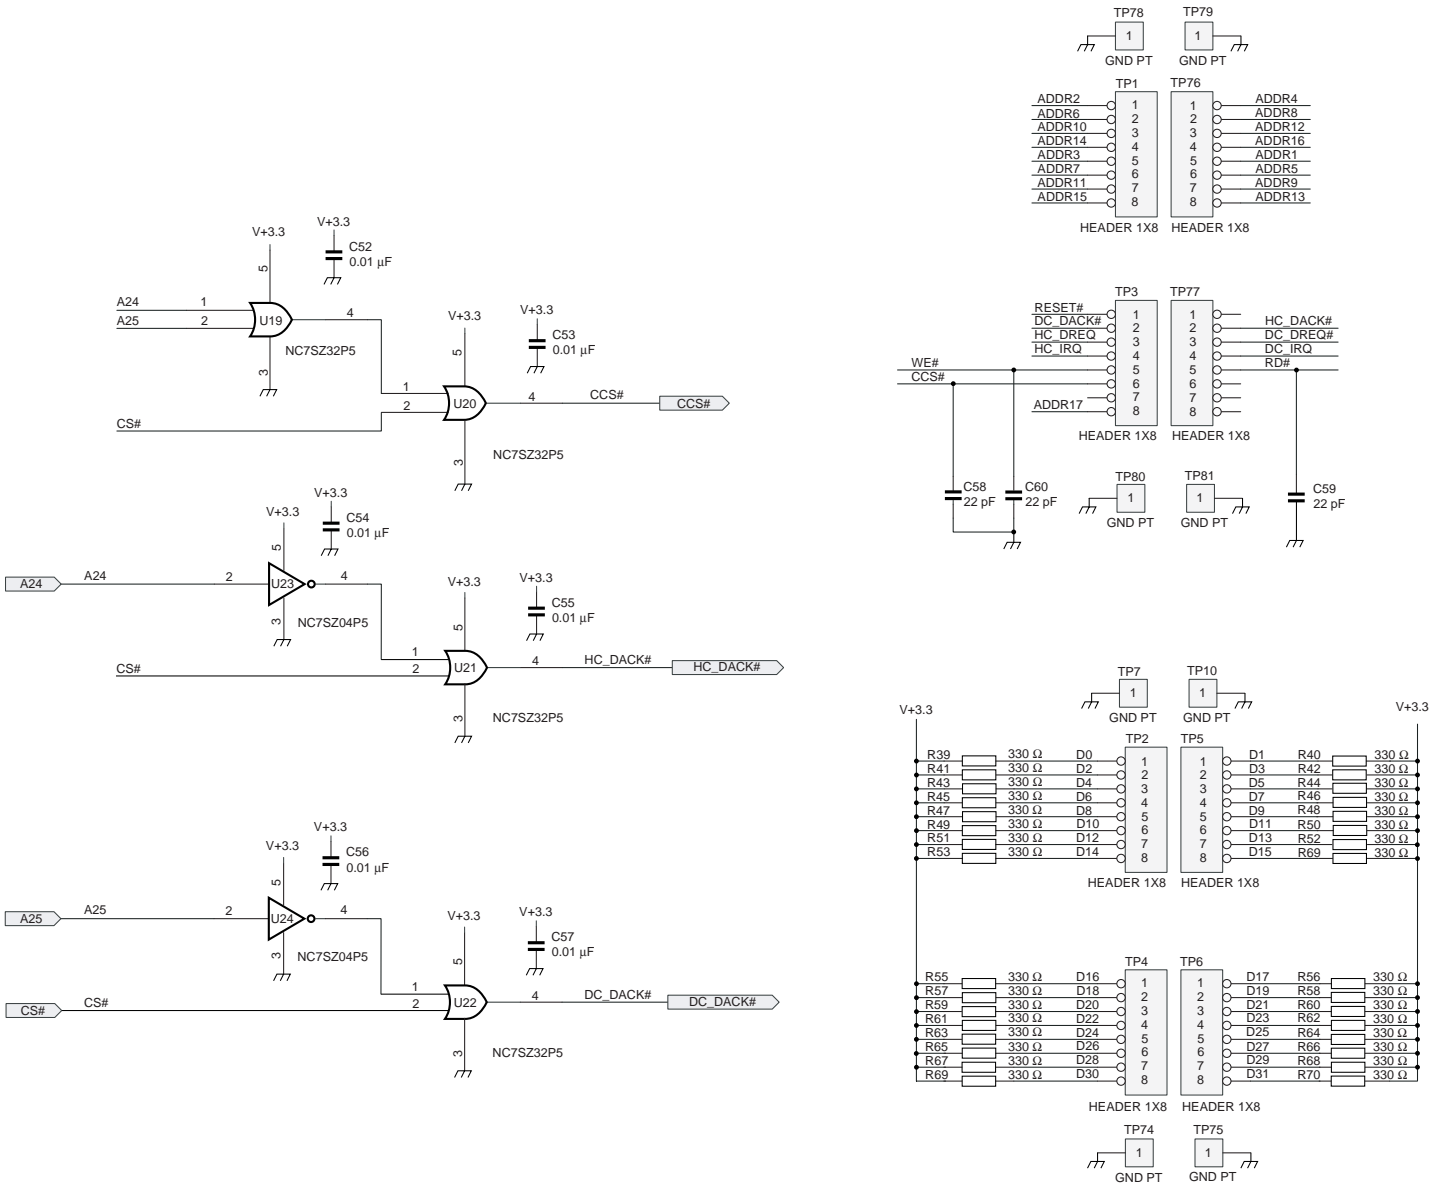 V+3.3
C52
0.01 µF
V+3.3
5
A24
1
A25
2
U19
4
3
NC7SZ32P5
V+3.3
C53
0.01 µF
V+3.3
5
1
2
U20
4
CCS#
CCS#
CS#
3
NC7SZ32P5
V+3.3
C54
0.01 µF
V+3.3
5
A24
A24
2
U23
4
3
NC7SZ04P5
V+3.3
C55
0.01 µF
V+3.3
5
CS#
1
2
U21
4
HC_DACK#
HC_DACK#
3
NC7SZ32P5
V+3.3
C56
0.01 µF
V+3.3
5
A25
A25
2
U24
4
3
NC7SZ04P5
V+3.3
C57
0.01 µF
V+3.3
5
CS#
CS#
1
2
U22
4
DC_DACK#
DC_DACK#
3
NC7SZ32P5
TP78 TP79
1 1
GND PT GND PT
TP1 TP76
ADDR2 1 1 ADDR4
ADDR6 2 2 ADDR8
ADDR10 3 3 ADDR12
ADDR14 4 4 ADDR16
ADDR3 5 5 ADDR1
ADDR7 6 6 ADDR5
ADDR11 7 7 ADDR9
ADDR15 8 8 ADDR13
HEADER 1X8 HEADER 1X8
TP3 TP77
RESET# 1 1
DC_DACK# 2 2 HC_DACK#
HC_DREQ 3 3 DC_DREQ#
HC_IRQ 4 4 DC_IRQ
WE# 5 5 RD#
CCS# 6 6
7 7
ADDR17 8 8
HEADER 1X8 HEADER 1X8
C58
22 pF
C60
22 pF
TP80 TP81
1 1
GND PT GND PT
C59
22 pF
TP7 TP10
1 1
GND PT GND PT
V+3.3 V+3.3
TP2 TP5
R39 330 Ω D0 1 1 D1 R40 330 Ω
R41 330 Ω D2 2 2 D3 R42 330 Ω
R43 330 Ω D4 3 3 D5 R44 330 Ω
R45 330 Ω D6 4 4 D7 R46 330 Ω
R47 330 Ω D8 5 5 D9 R48 330 Ω
R49 330 Ω D10 6 6 D11 R50 330 Ω
R51 330 Ω D12 7 7 D13 R52 330 Ω
R53 330 Ω D14 8 8 D15 R69 330 Ω
HEADER 1X8 HEADER 1X8
TP4 TP6
R55 330 Ω D16 1 1 D17 R56 330 Ω
R57 330 Ω D18 2 2 D19 R58 330 Ω
R59 330 Ω D20 3 3 D21 R60 330 Ω
R61 330 Ω D22 4 4 D23 R62 330 Ω
R63 330 Ω D24 5 5 D25 R64 330 Ω
R65 330 Ω D26 6 6 D27 R66 330 Ω
R67 330 Ω D28 7 7 D29 R68 330 Ω
R69 330 Ω D30 8 8 D31 R70 330 Ω
HEADER 1X8 HEADER 1X8
TP74 TP75
1 1
GND PT GND PT